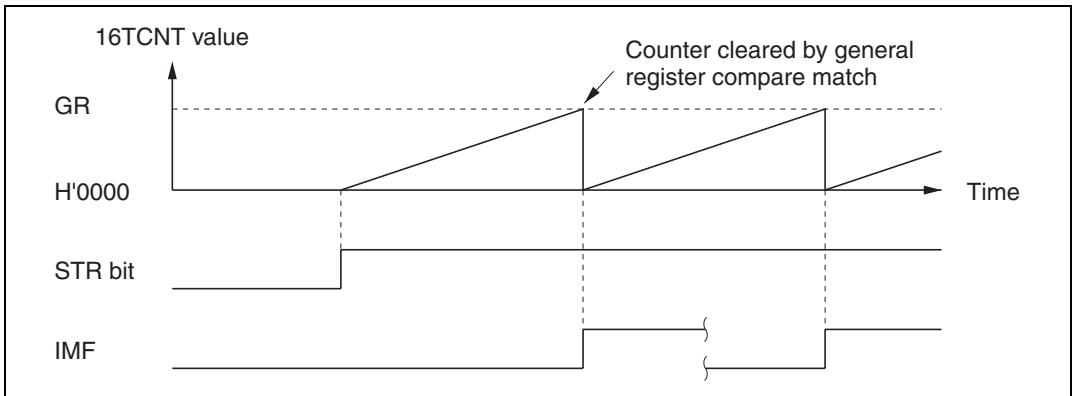 16TCNT value
Counter cleared by general
register compare match
GR
H'0000
Time
STR bit
IMF